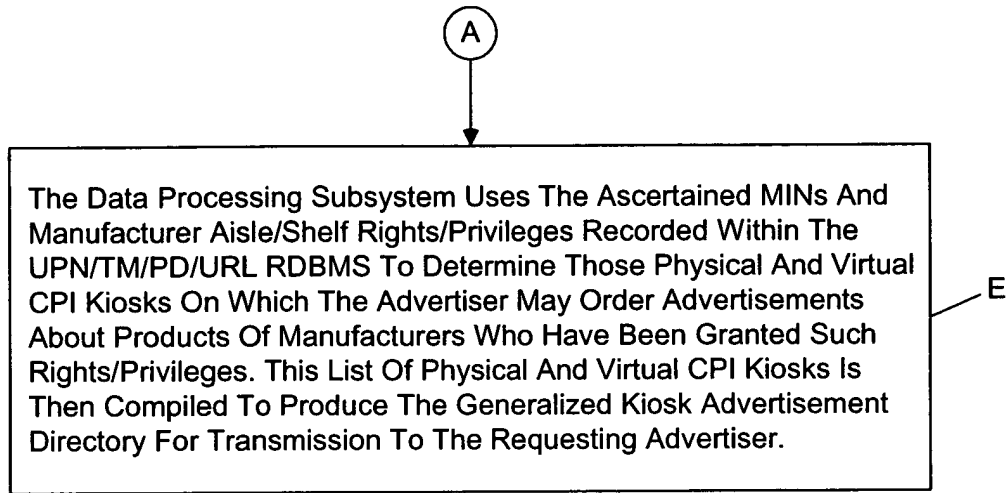 A
The Data Processing Subsystem Uses The Ascertained MINs And
Manufacturer Aisle/Shelf Rights/Privileges Recorded Within The
UPN/TM/PD/URL RDBMS To Determine Those Physical And Virtual
CPI Kiosks On Which The Advertiser May Order Advertisements
About Products Of Manufacturers Who Have Been Granted Such
Rights/Privileges. This List Of Physical And Virtual CPI Kiosks Is
Then Compiled To Produce The Generalized Kiosk Advertisement
Directory For Transmission To The Requesting Advertiser.
E